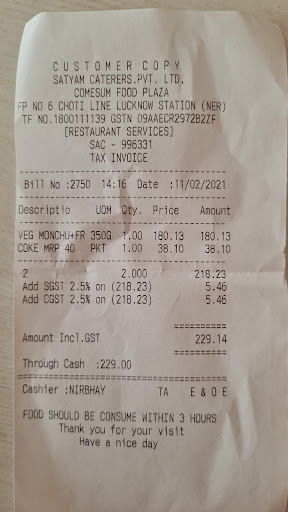 CUSTOMER COPY
SATYAM CATERERS.PVT. LTD,
COMESUM FOOD PLAZA
FP NO 6 CHOTI LINE LUCKNOW STATION (NER)
TF NO.1800111139 GSTN 09AAECR2972B2ZF
[RESTAURANT SERVICES]
SAC - 996331
TAX INVOICE
Bill No :2750 14:16 Date :11/02/2021
Descriptio UOM Qty. Price Amount
VEG MONCHU+FR 350G 1.00 180.13 180.13
COKE MRP 40 PKT 1.00 38.10 38.10
2 2.000 218.23
Add SGST 2.5% on (218.23) 5.46
Add CGST 2.5% on (218.23) 5.46
Amount Incl.GST 229.14
Through Cash :229.00
Cashier :NIRBHAY TA E & O E
FOOD SHOULD BE CONSUME WITHIN 3 HOURS
Thank you for your visit
Have a nice day